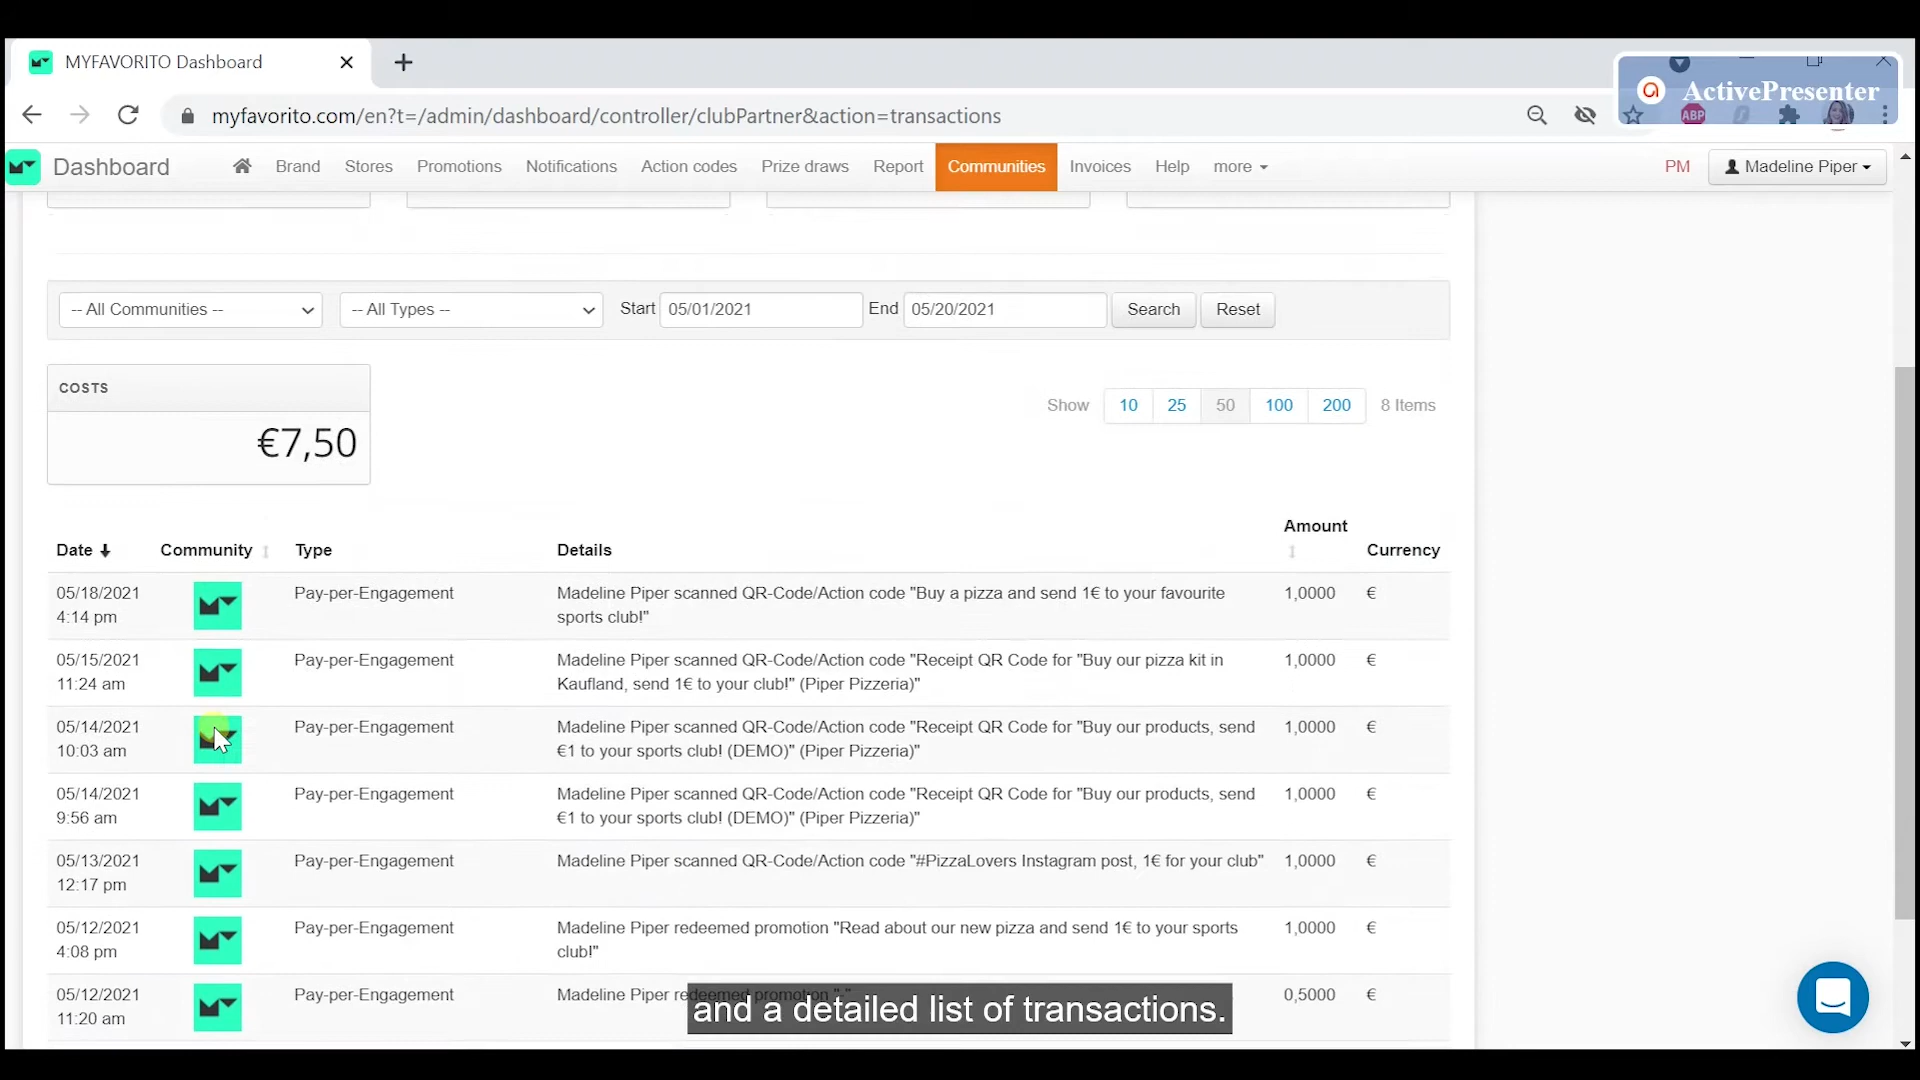 MYFAVORITO Dashboard
ActivePresenter
myfavorito.com/en?t=/admin/dashboard/controller/clubPartner&action=transactions
ABP
Dashboard Brand Stores Promotions Notifications Action codes Prize draws Report Communities Invoices Help more PM Madeline Piper
-- All Communities -- -- All Types -- Start 05/01/2021 End 05/20/2021 Search Reset
COSTS
Show 10 25 50 100 200 8 Items
€7,50
Date Community Type Details Amount Currency
05/18/2021 Pay-per-Engagement Madeline Piper scanned QR-Code/Action code "Buy a pizza and send 1€ to your favourite 1,0000 €
4:14 pm sports club!"
05/15/2021 Pay-per-Engagement Madeline Piper scanned QR-Code/Action code "Receipt QR Code for "Buy our pizza kit in 1,0000 €
11:24 am Kaufland, send 1€ to your club!" (Piper Pizzeria)"
05/14/2021 Pay-per-Engagement Madeline Piper scanned QR-Code/Action code "Receipt QR Code for "Buy our products, send 1,0000 €
10:03 am €1 to your sports club! (DEMO)" (Piper Pizzeria)"
05/14/2021 Pay-per-Engagement Madeline Piper scanned QR-Code/Action code "Receipt QR Code for "Buy our products, send 1,0000 €
9:56 am €1 to your sports club! (DEMO)" (Piper Pizzeria)"
05/13/2021 Pay-per-Engagement Madeline Piper scanned QR-Code/Action code "#PizzaLovers Instagram post, 1€ for your club" 1,0000 €
12:17 pm
05/12/2021 Pay-per-Engagement Madeline Piper redeemed promotion "Read about our new pizza and send 1€ to your sports 1,0000 €
4:08 pm club!"
05/12/2021 Pay-per-Engagement Madeline Piper redeemed promotion "-" 0,5000 €
11:20 am
and a detailed list of transactions.